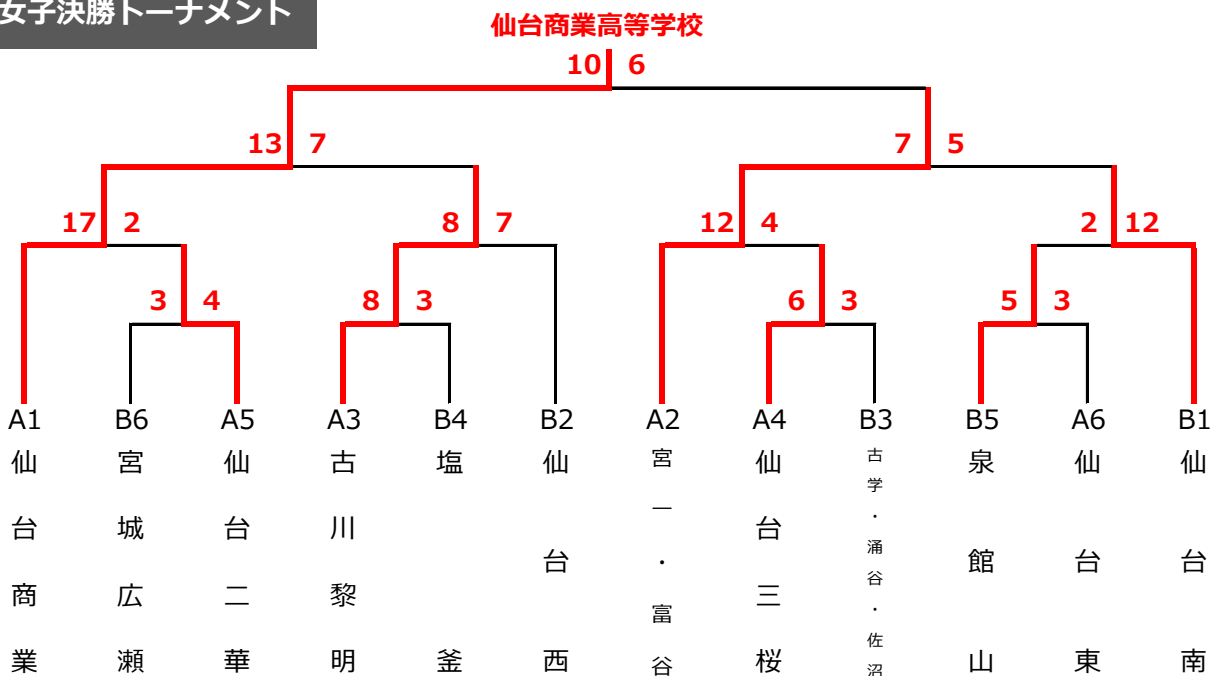 女子決勝トーナメント
仙台商業高等学校
10 6
13 7
7 5
17 2
8 7
12 4
2 12
3 4
8 3
6 3
5 3
A1 B6 A5 A3 B4 B2 A2 A4 B3 B5 A6 B1
仙台商業
宮城広瀬
仙台二華
古川黎明
塩釜
仙台西
宮一・富谷
仙台三桜
古学・涌谷・佐沼
泉館山
仙台東
仙台南